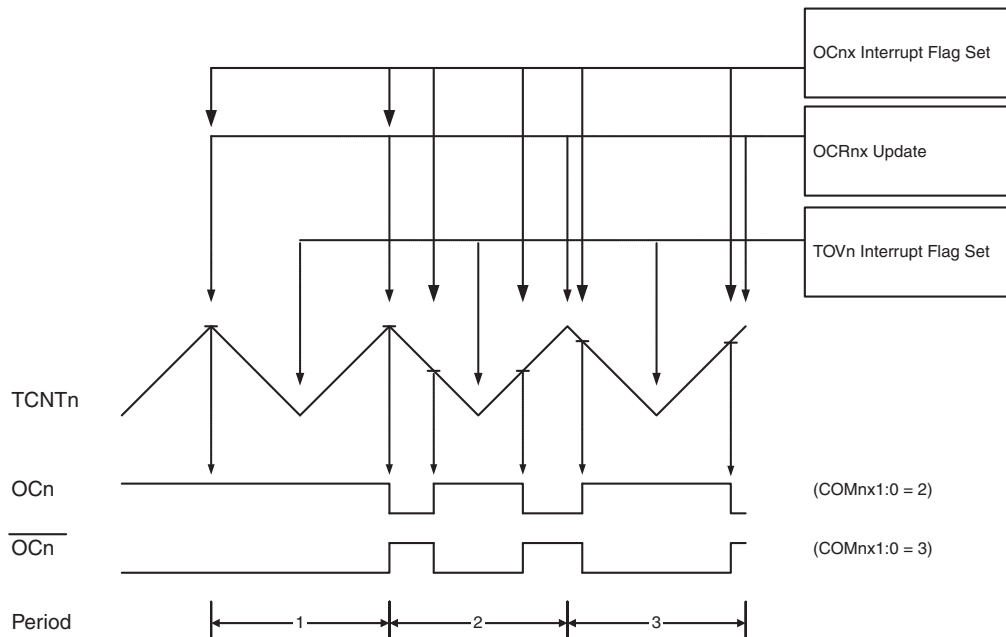 OCnx Interrupt Flag Set
OCRnx Update
TOVn Interrupt Flag Set
TCNTn
OCn
(COMnx1:0 = 2)
OCn
(COMnx1:0 = 3)
Period
1
2
3